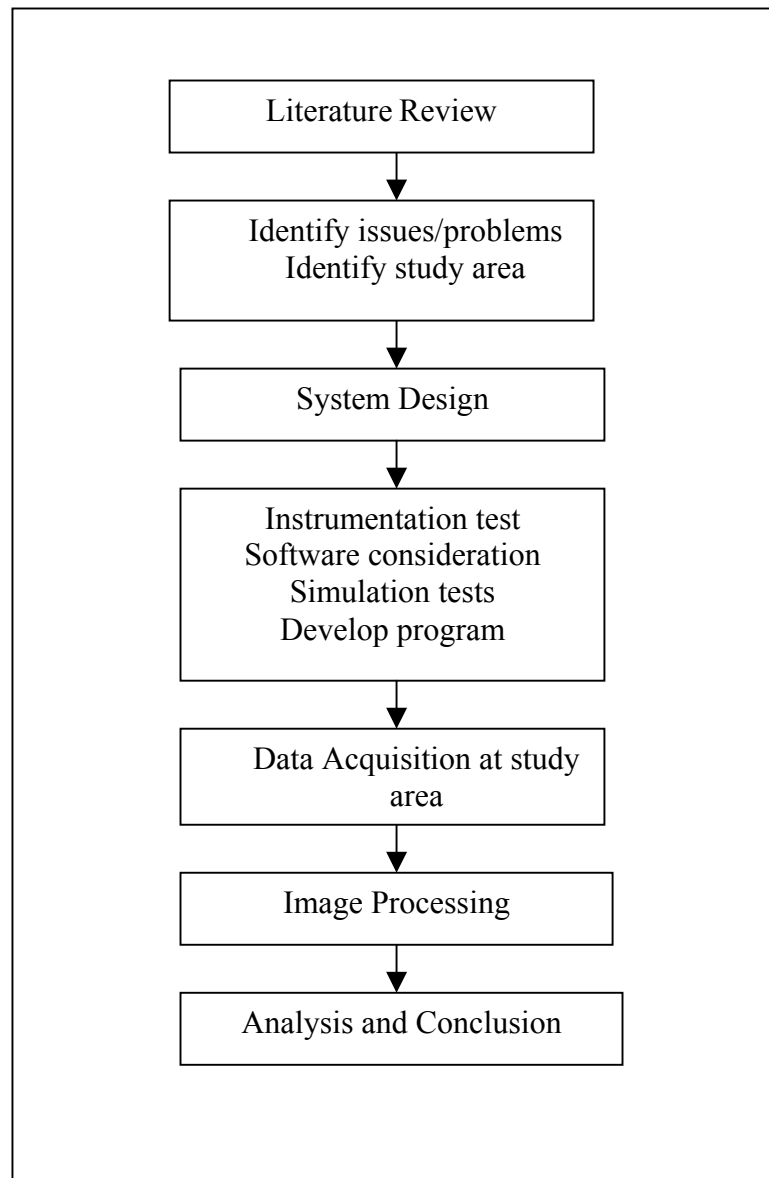 Literature Review
Identify issues/problems
Identify study area
System Design
Instrumentation test
Software consideration
Simulation tests
Develop program
Data Acquisition at study
area
Image Processing
Analysis and Conclusion